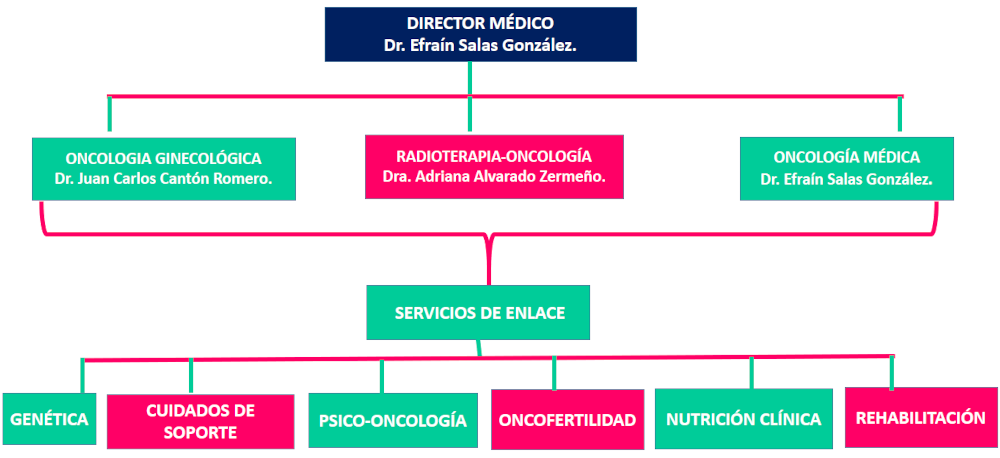 DIRECTOR MÉDICO
Dr. Efraín Salas González.
ONCOLOGIA GINECOLÓGICA
Dr. Juan Carlos Cantón Romero.
RADIOTERAPIA-ONCOLOGÍA
Dra. Adriana Alvarado Zermeño.
ONCOLOGÍA MÉDICA
Dr. Efraín Salas González.
SERVICIOS DE ENLACE
GENÉTICA
CUIDADOS DE
SOPORTE
PSICO-ONCOLOGÍA
ONCOFERTILIDAD
NUTRICIÓN CLÍNICA
REHABILITACIÓN